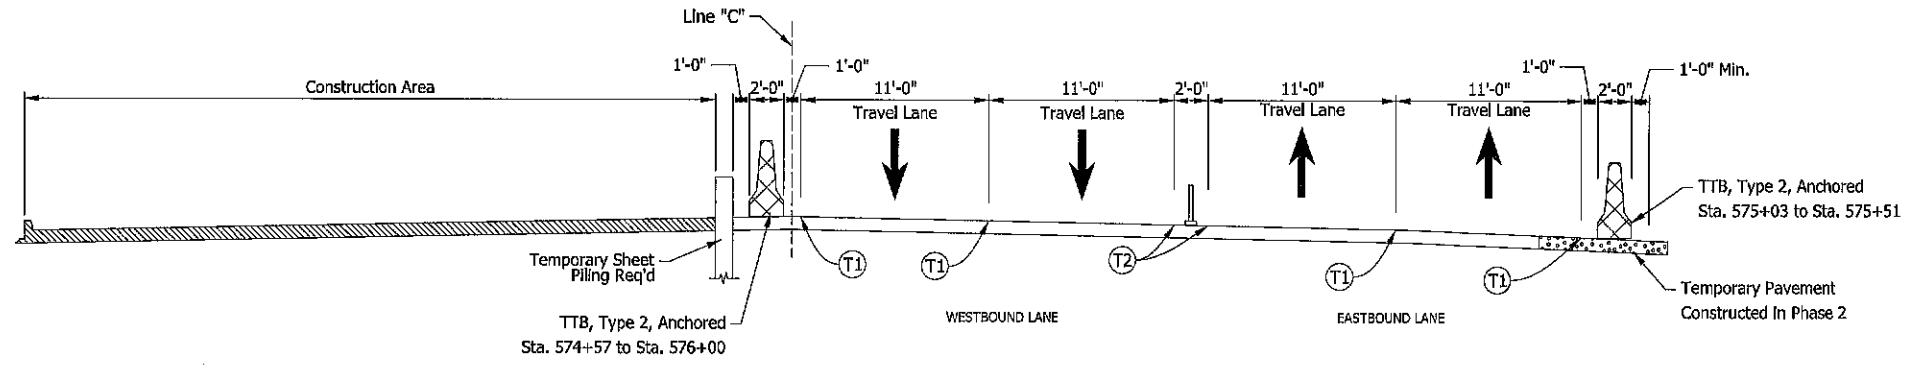 Line "C"
1'-0"
1'-0"
1'-0"
1'-0" Min.
Construction Area
2'-0"
11'-0"
11'-0"
2'-0"
11'-0"
11'-0"
2'-0"
Travel Lane
Travel Lane
Travel Lane
Travel Lane
TTB, Type 2, Anchored
Sta. 575+03 to Sta. 575+51
Temporary Sheet
Piling Req'd
T1
T1
T2
T1
T1
Temporary Pavement
Constructed in Phase 2
TTB, Type 2, Anchored
Sta. 574+57 to Sta. 576+00
WESTBOUND LANE
EASTBOUND LANE